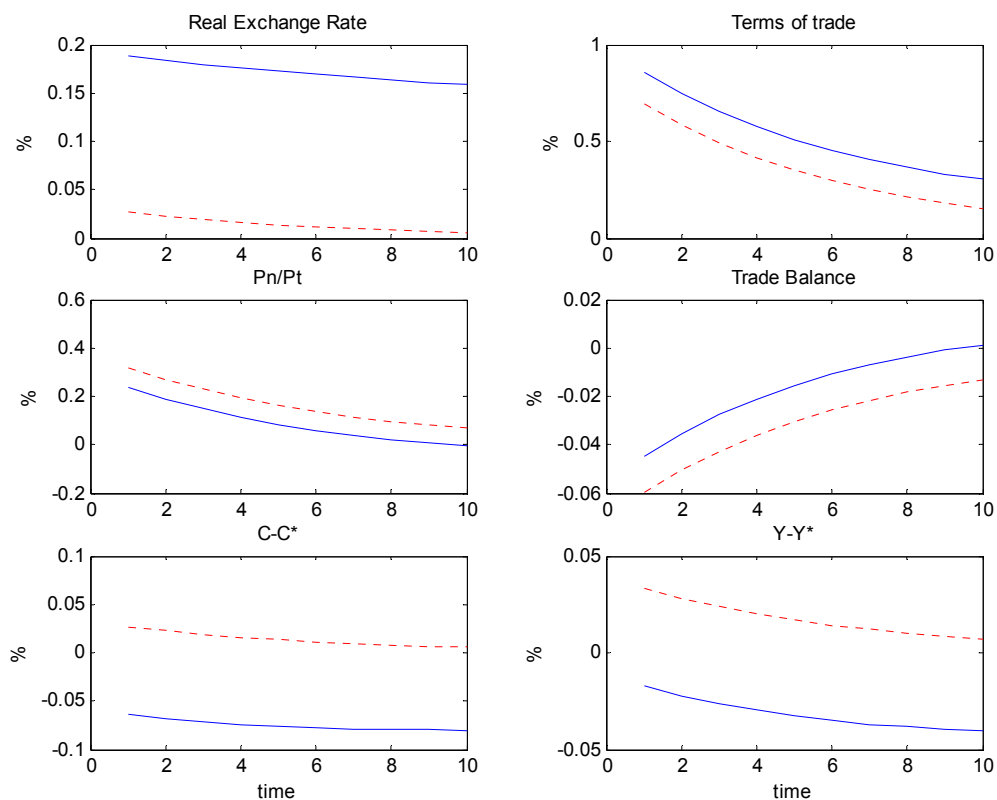 Real Exchange Rate
0.2
0.15
0.1
0.05
0
%
0 2 4 6 8 10
Terms of trade
1
0.5
0
%
0 2 4 6 8 10
Pn/Pt
0.6
0.4
0.2
0
-0.2
%
0 2 4 6 8 10
Trade Balance
0.02
0
-0.02
-0.04
-0.06
%
0 2 4 6 8 10
C-C*
0.1
0.05
0
-0.05
-0.1
%
0 2 4 6 8 10
time
Y-Y*
0.05
0
-0.05
%
0 2 4 6 8 10
time